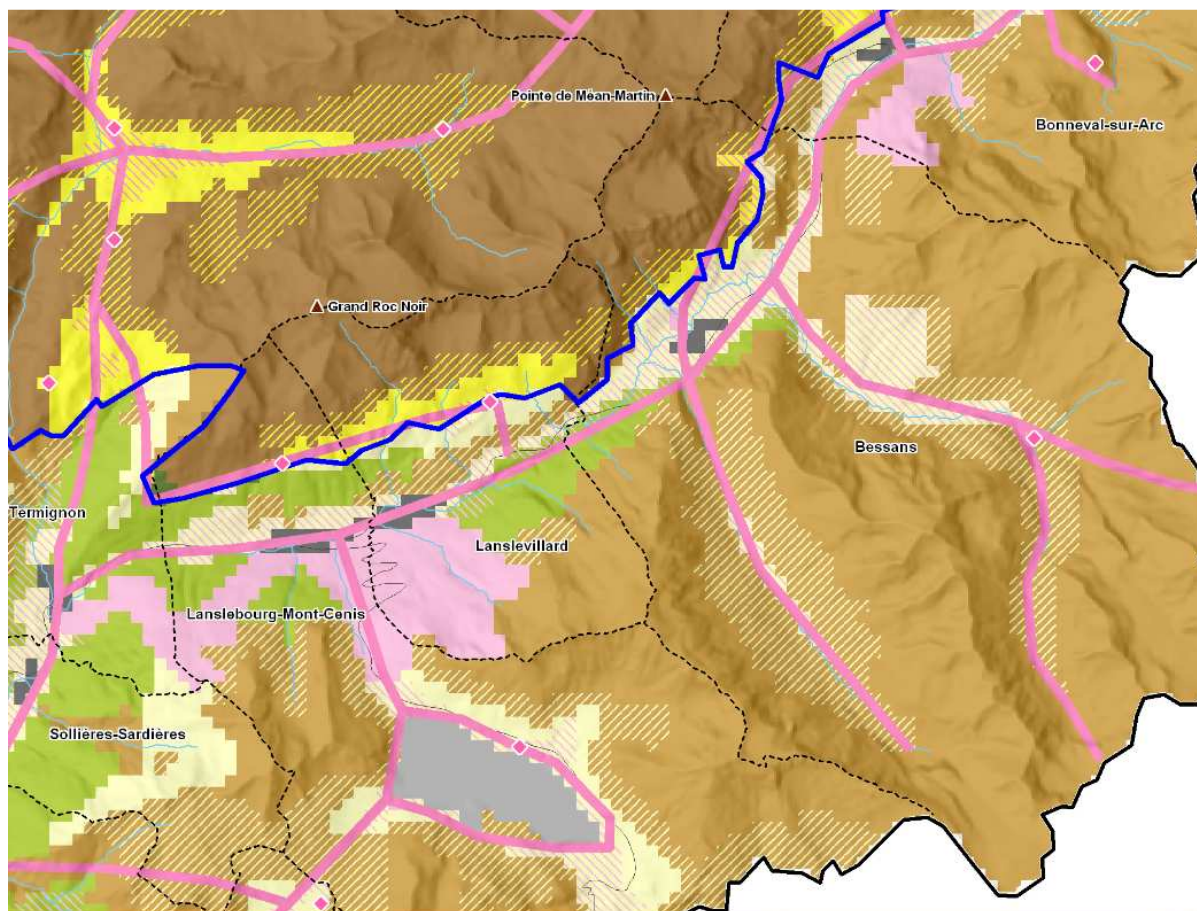 Pointe de Méan-Martin
Bonneval-sur-Arc
Grand Roc Noir
Bessans
Termignon
Lanslevillard
Lanslebourg-Mont-Cenis
Sollières-Sardières